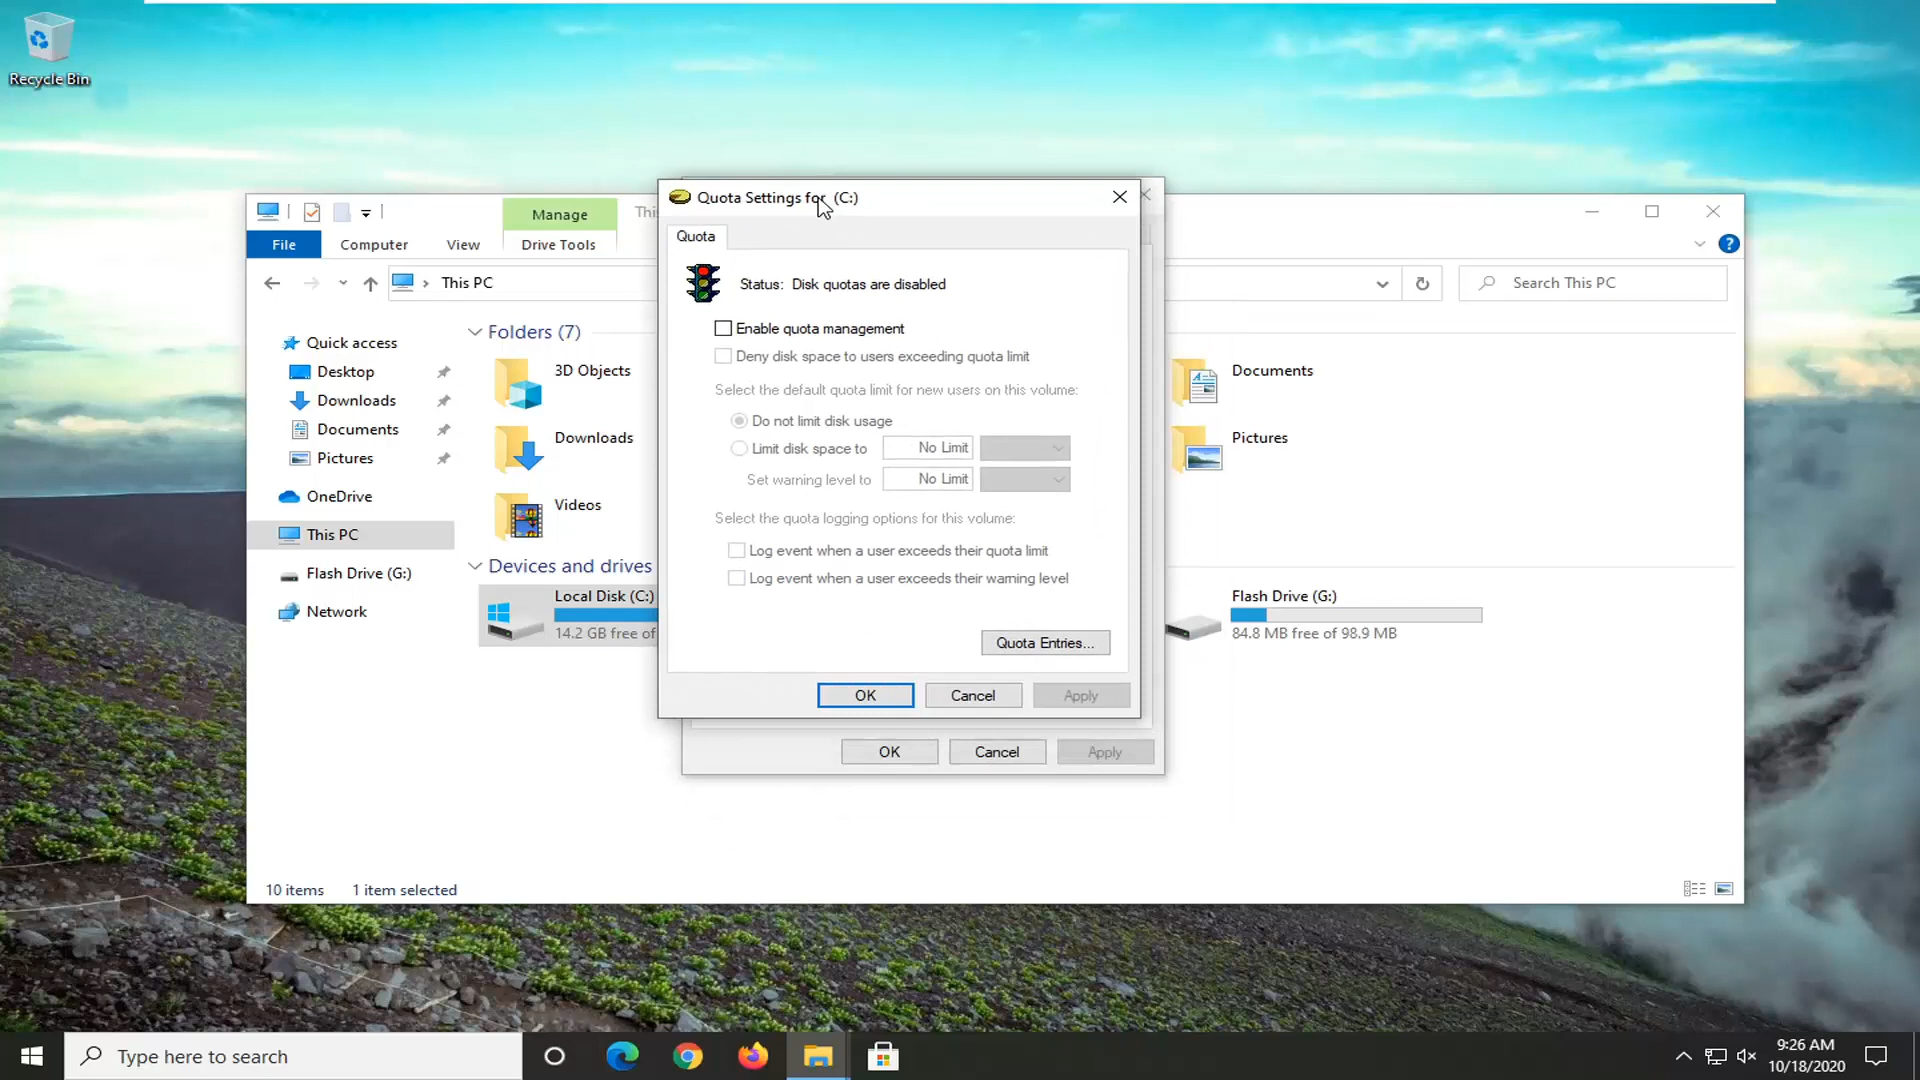 Recycle Bin
Manage
Thi
File
Computer
View
Drive Tools
This PC
Search This PC
Quick access
Desktop
Downloads
Documents
Pictures
OneDrive
This PC
Flash Drive (G:)
Network
Folders (7)
3D Objects
Downloads
Videos
Documents
Pictures
Devices and drives
Local Disk (C:)
14.2 GB free of
Flash Drive (G:)
84.8 MB free of 98.9 MB
10 items
1 item selected
Quota Settings for (C:)
Quota
Status: Disk quotas are disabled
Enable quota management
Deny disk space to users exceeding quota limit
Select the default quota limit for new users on this volume:
Do not limit disk usage
Limit disk space to No Limit
Set warning level to No Limit
Select the quota logging options for this volume:
Log event when a user exceeds their quota limit
Log event when a user exceeds their warning level
Quota Entries...
OK Cancel Apply
OK Cancel Apply
Type here to search
9:26 AM
10/18/2020